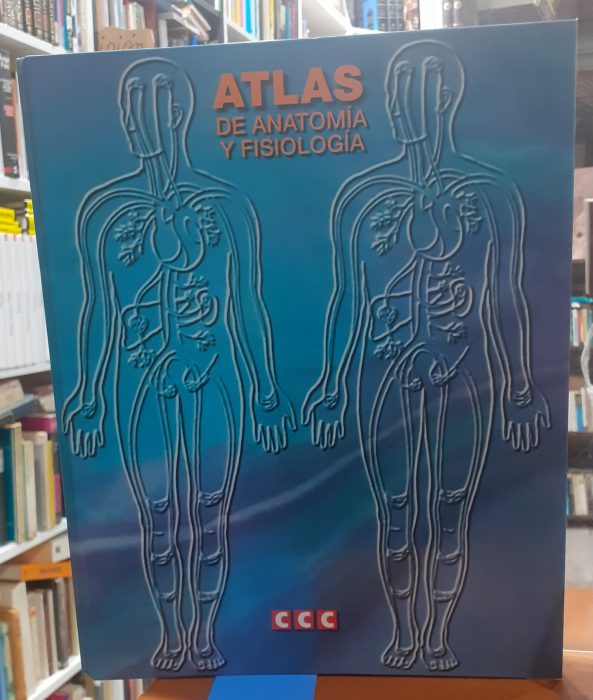 ATLAS
DE ANATOMÍA
Y FISIOLOGÍA
CCC